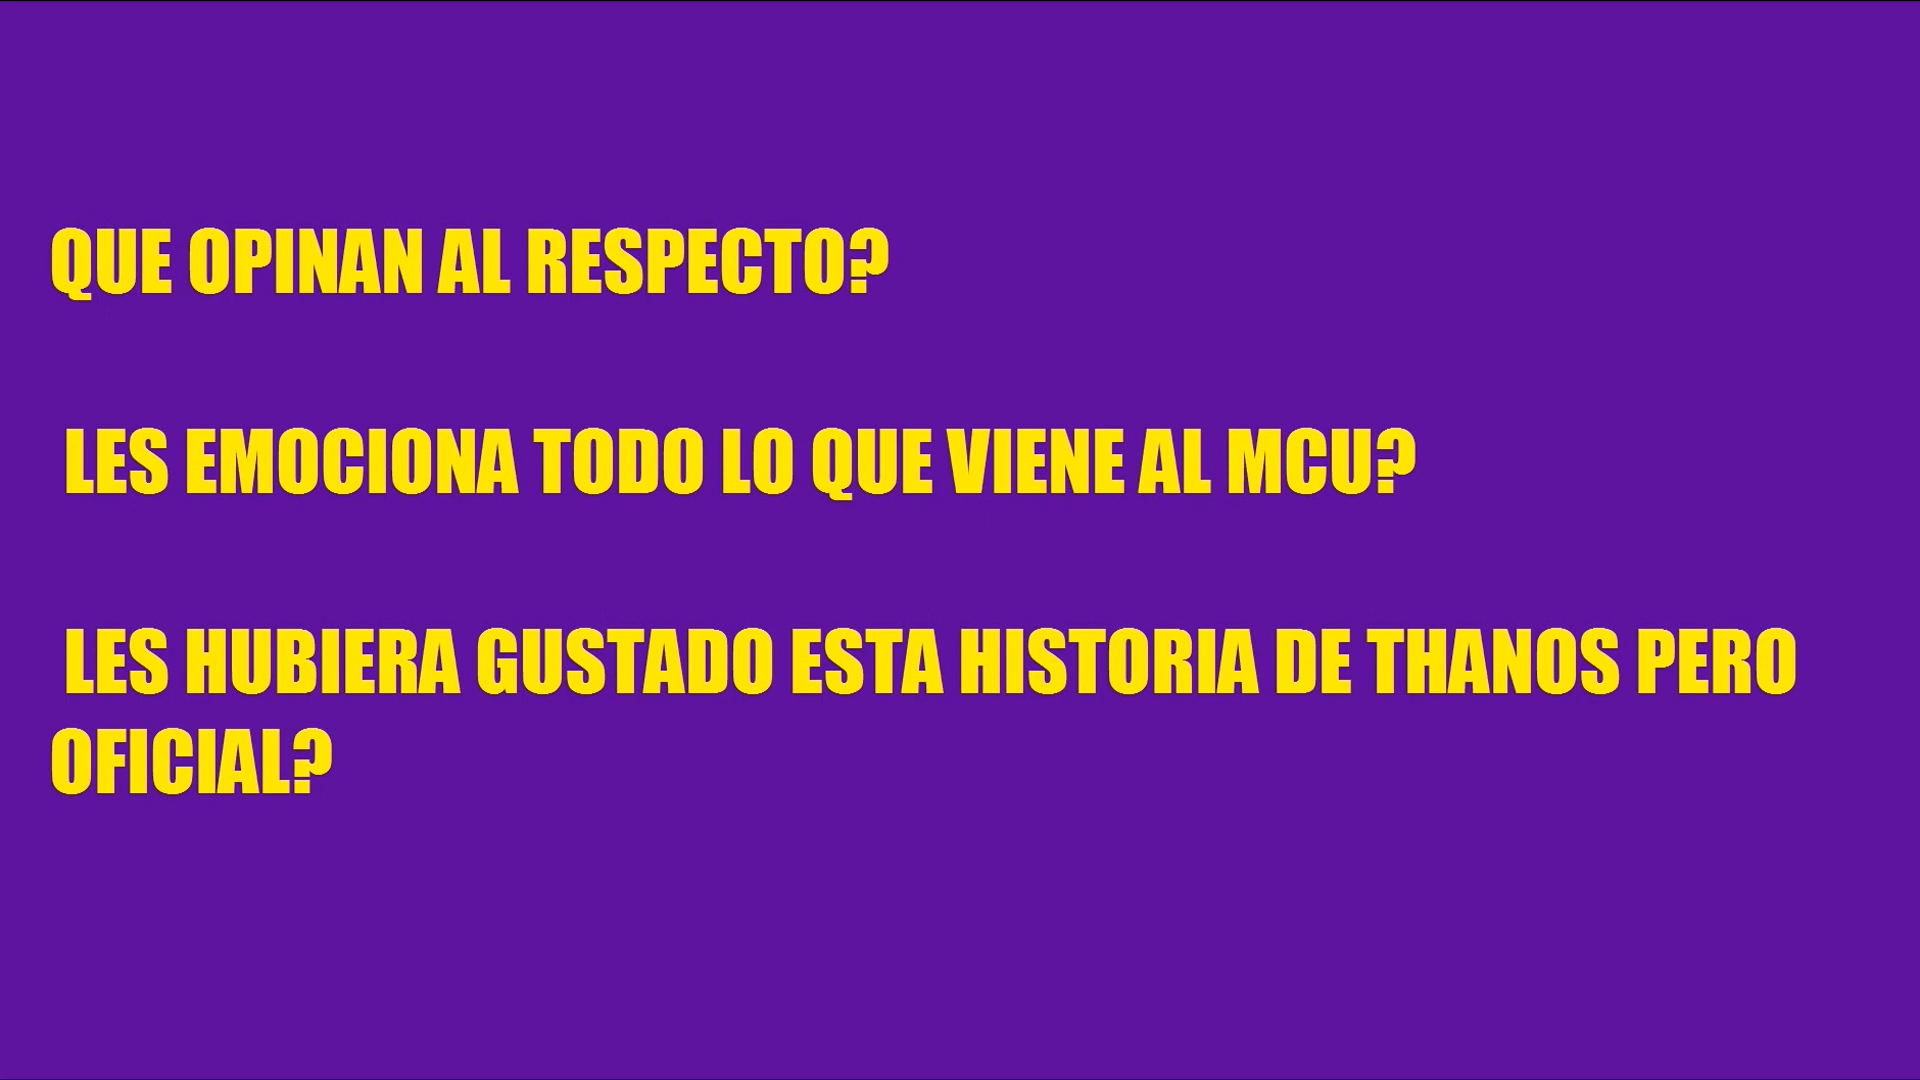 QUE OPINAN AL RESPECTO?
LES EMOCIONA TODO LO QUE VIENE AL MCU?
LES HUBIERA GUSTADO ESTA HISTORIA DE THANOS PERO
OFICIAL?